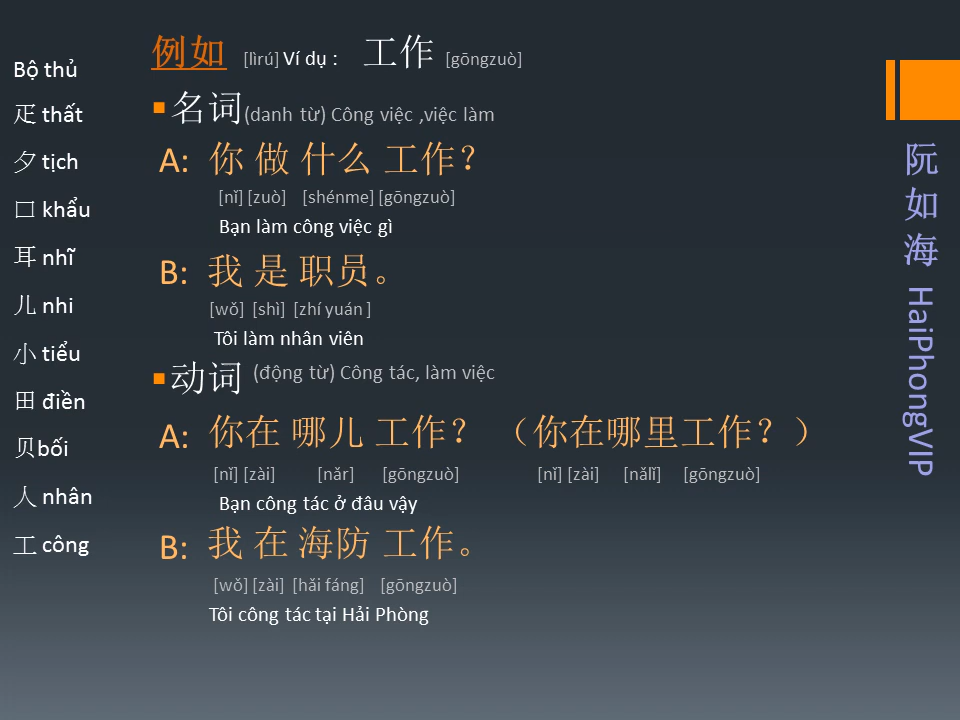 Bộ thủ
疋 thất
夕 tịch
口 khẩu
耳 nhĩ
儿 nhi
小 tiểu
田 điền
贝bối
人 nhân
工 công
例如 [lìrú] Ví dụ : 工作 [gōngzuò]
名词(danh từ) Công việc ,việc làm
A: 你 做 什么 工作?
[nǐ] [zuò] [shénme] [gōngzuò]
Bạn làm công việc gì
B: 我 是 职员。
[wǒ] [shì] [zhí yuán ]
Tôi làm nhân viên
动词 (động từ) Công tác, làm việc
A: 你在 哪儿 工作? （你在哪里工作?）
[nǐ] [zài] [nǎr] [gōngzuò] [nǐ] [zài] [nǎlǐ] [gōngzuò]
Bạn công tác ở đâu vậy
B: 我 在 海防 工作。
[wǒ] [zài] [hǎi fáng] [gōngzuò]
Tôi công tác tại Hải Phòng
阮如海 HaiPhongVIP